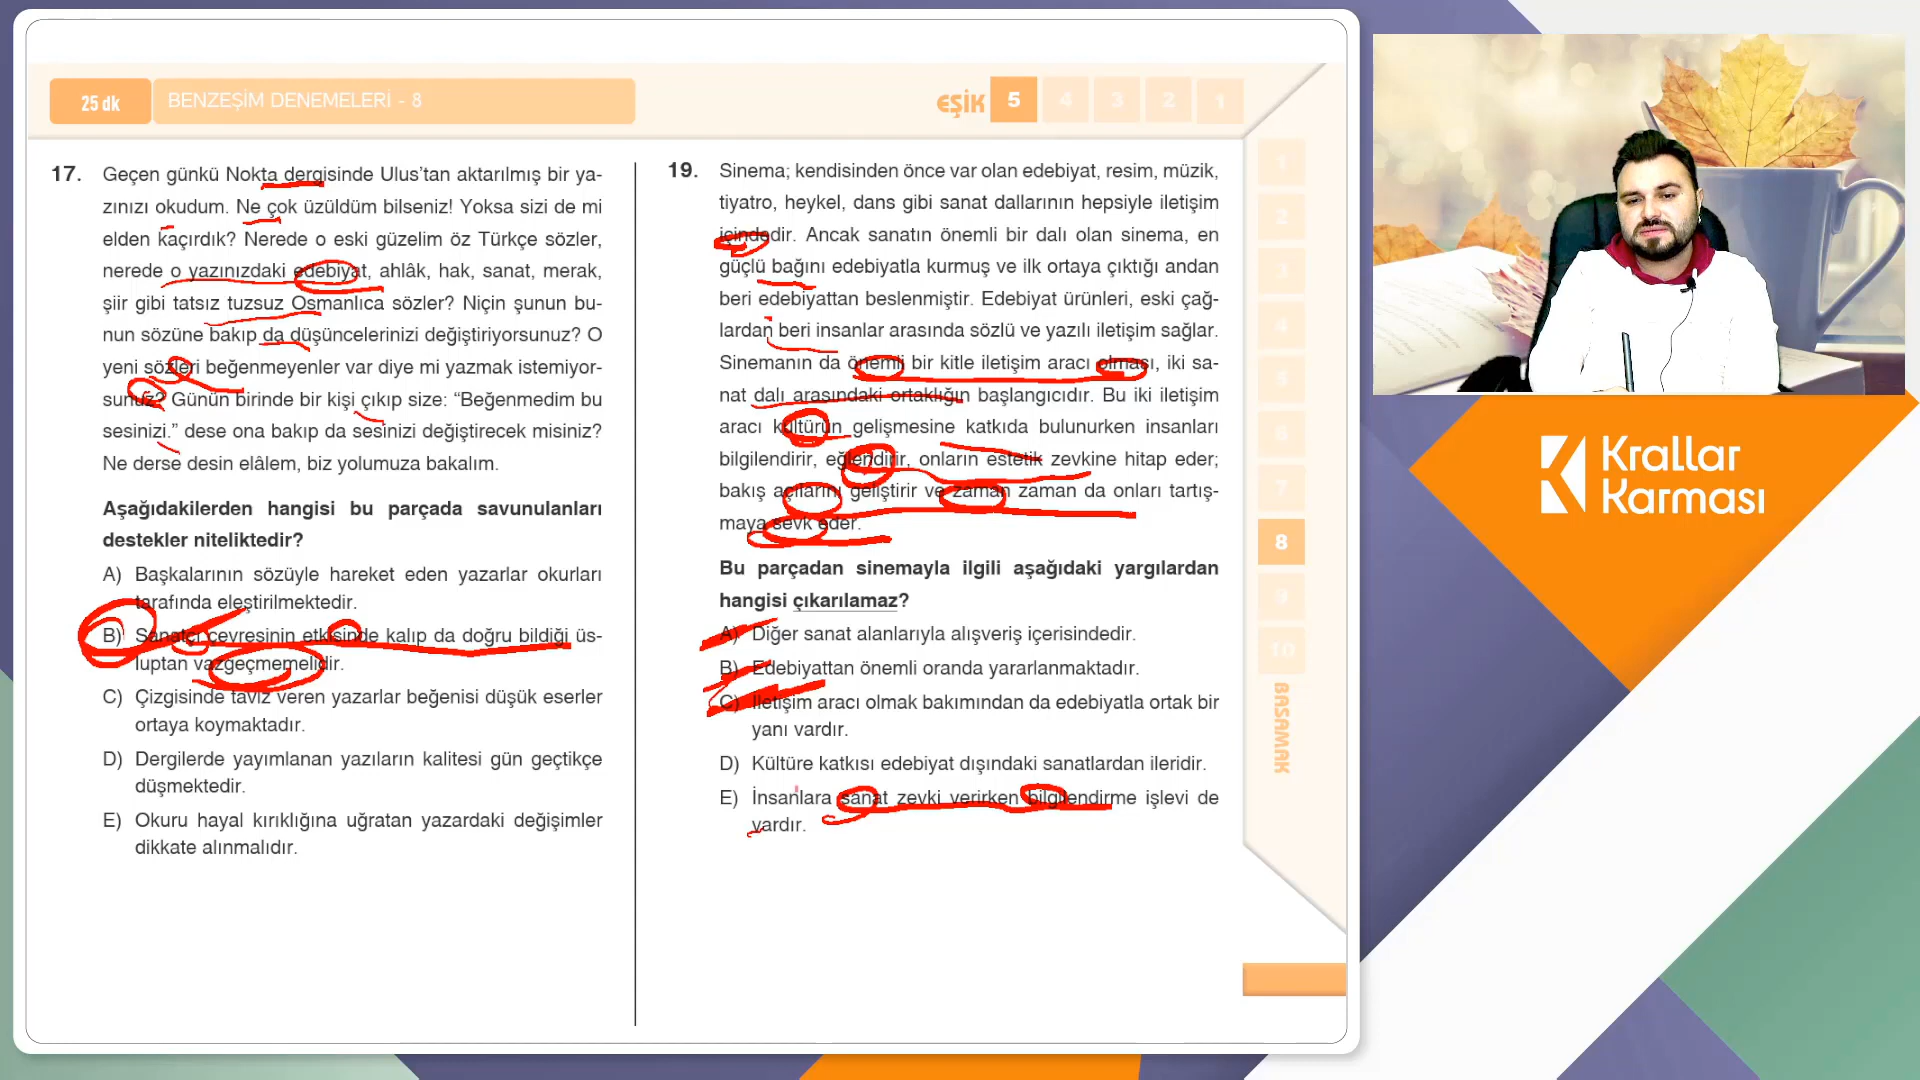 25 dk
BENZEŞİM DENEMELERİ - 8
EŞİK
5
4
3
2
1
17. Geçen günkü Nokta dergisinde Ulus'tan aktarılmış bir ya-
zınızı okudum. Ne çok üzüldüm bilseniz! Yoksa sizi de mi
elden kaçırdık? Nerede o eski güzelim öz Türkçe sözler,
nerede o yazınızdaki edebiyat, ahlâk, hak, sanat, merak,
şiir gibi tatsız tuzsuz Osmanlıca sözler? Niçin şunun bu-
nun sözüne bakıp da düşüncelerinizi değiştiriyorsunuz? O
yeni sözleri beğenmeyenler var diye mi yazmak istemiyor-
sunuz? Günün birinde bir kişi çıkıp size: “Beğenmedim bu
sesinizi.” dese ona bakıp da sesinizi değiştirecek misiniz?
Ne derse desin elâlem, biz yolumuza bakalım.
Aşağıdakilerden hangisi bu parçada savunulanları
destekler niteliktedir?
A) Başkalarının sözüyle hareket eden yazarlar okurları
tarafında eleştirilmektedir.
B) Sanatçı çevresinin etkisinde kalıp da doğru bildiği üs-
luptan vazgeçmemelidir.
C) Çizgisinde taviz veren yazarlar beğenisi düşük eserler
ortaya koymaktadır.
D) Dergilerde yayımlanan yazıların kalitesi gün geçtikçe
düşmektedir.
E) Okuru hayal kırıklığına uğratan yazardaki değişimler
dikkate alınmalıdır.
19. Sinema; kendisinden önce var olan edebiyat, resim, müzik,
tiyatro, heykel, dans gibi sanat dallarının hepsiyle iletişim
içindedir. Ancak sanatın önemli bir dalı olan sinema, en
güçlü bağını edebiyatla kurmuş ve ilk ortaya çıktığı andan
beri edebiyattan beslenmiştir. Edebiyat ürünleri, eski çağ-
lardan beri insanlar arasında sözlü ve yazılı iletişim sağlar.
Sinemanın da önemli bir kitle iletişim aracı olması, iki sa-
nat dalı arasındaki ortaklığın başlangıcıdır. Bu iki iletişim
aracı kültürün gelişmesine katkıda bulunurken insanları
bilgilendirir, eğlendirir, onların estetik zevkine hitap eder;
bakış açılarını geliştirir ve zaman zaman da onları tartış-
maya sevk eder.
Bu parçadan sinemayla ilgili aşağıdaki yargılardan
hangisi çıkarılamaz?
A) Diğer sanat alanlarıyla alışveriş içerisindedir.
B) Edebiyattan önemli oranda yararlanmaktadır.
C) İletişim aracı olmak bakımından da edebiyatla ortak bir
yanı vardır.
D) Kültüre katkısı edebiyat dışındaki sanatlardan ileridir.
E) İnsanlara sanat zevki verirken bilgilendirme işlevi de
vardır.
1
2
3
4
5
6
7
8
9
10
BASAMAK
Krallar
Karması